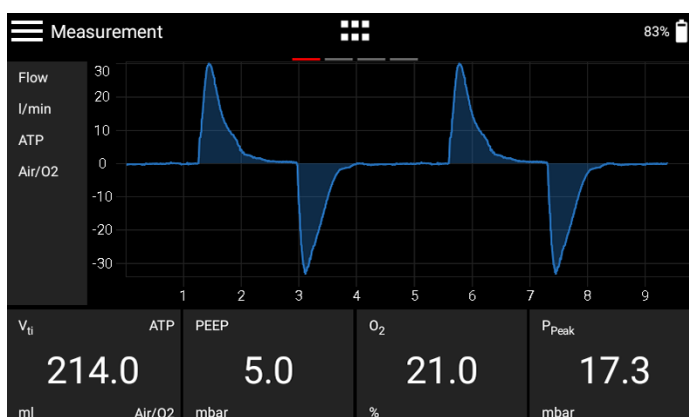 Measurement
83%
Flow
l/min
ATP
Air/O2
30
20
10
0
-10
-20
-30
1 2 3 4 5 6 7 8 9
Vti ATP PEEP O2 PPeak
214.0 5.0 21.0 17.3
ml Air/O2 mbar % mbar